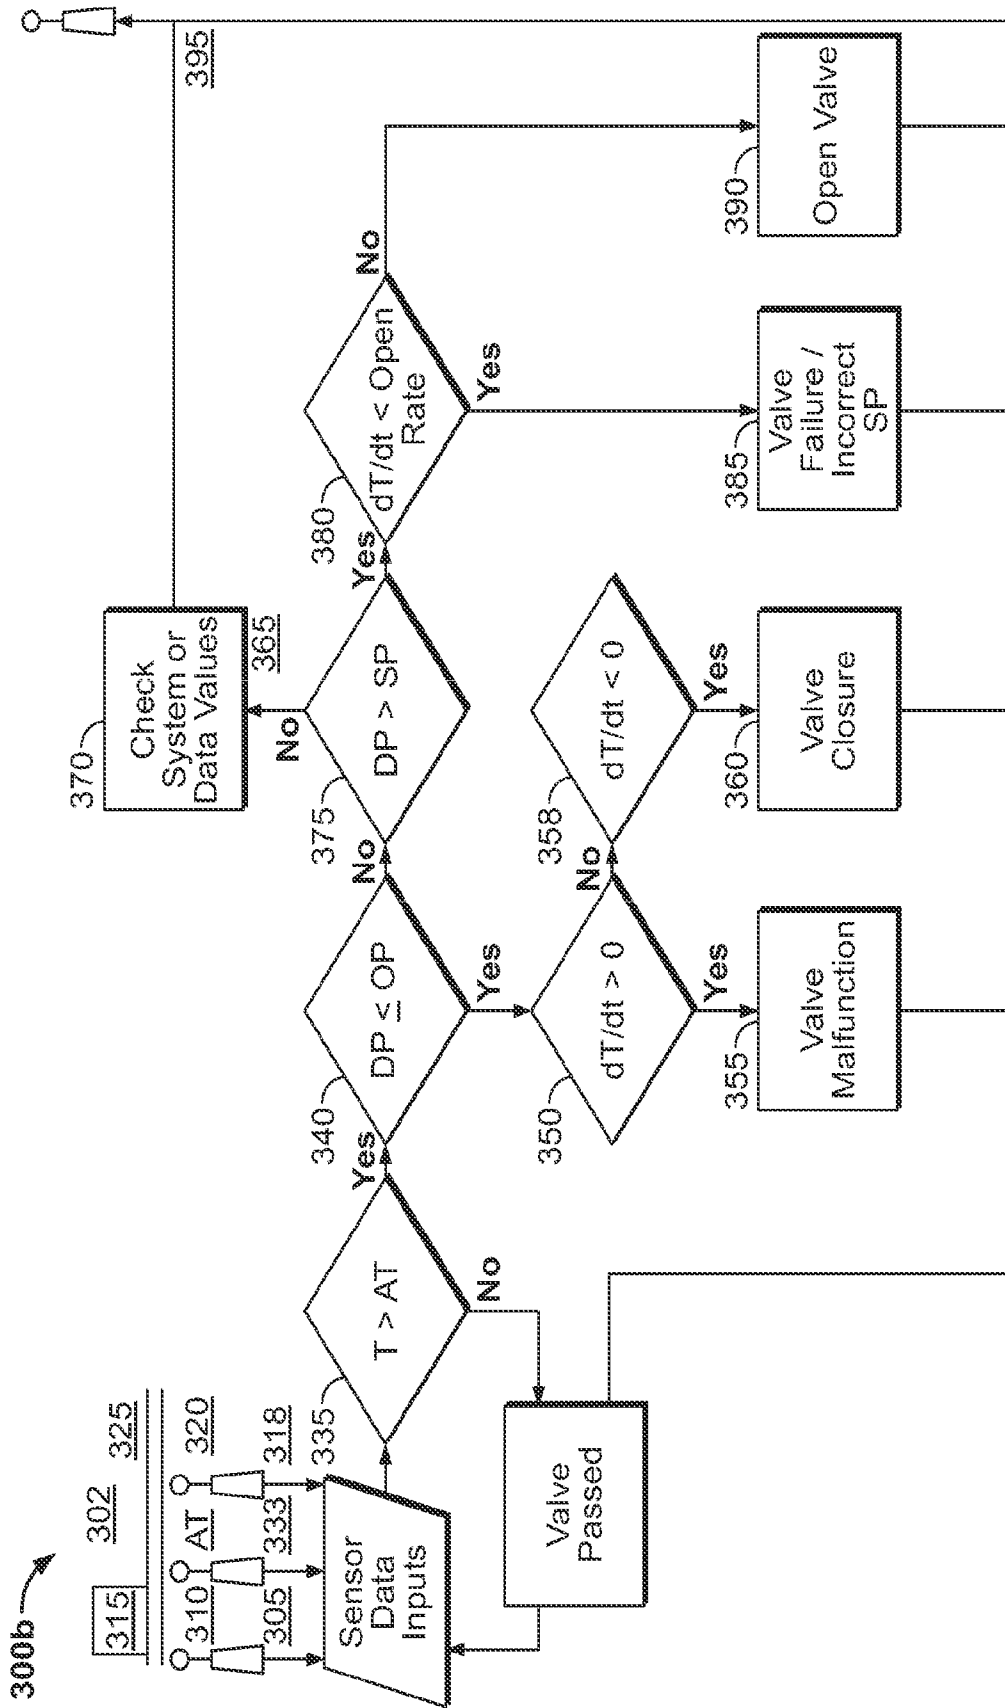 300b
315
302
325
310
AT
320
305
333
318
Sensor
Data
Inputs
335
T > AT
Yes
No
Valve
Passed
340
DP ≤ OP
No
Yes
350
dT/dt > 0
No
Yes
355
Valve
Malfunction
358
dT/dt < 0
Yes
360
Valve
Closure
375
DP > SP
No
Yes
370
Check
System or
Data Values
365
380
dT/dt < Open
Rate
No
Yes
385
Valve
Failure /
Incorrect
SP
390
Open Valve
395